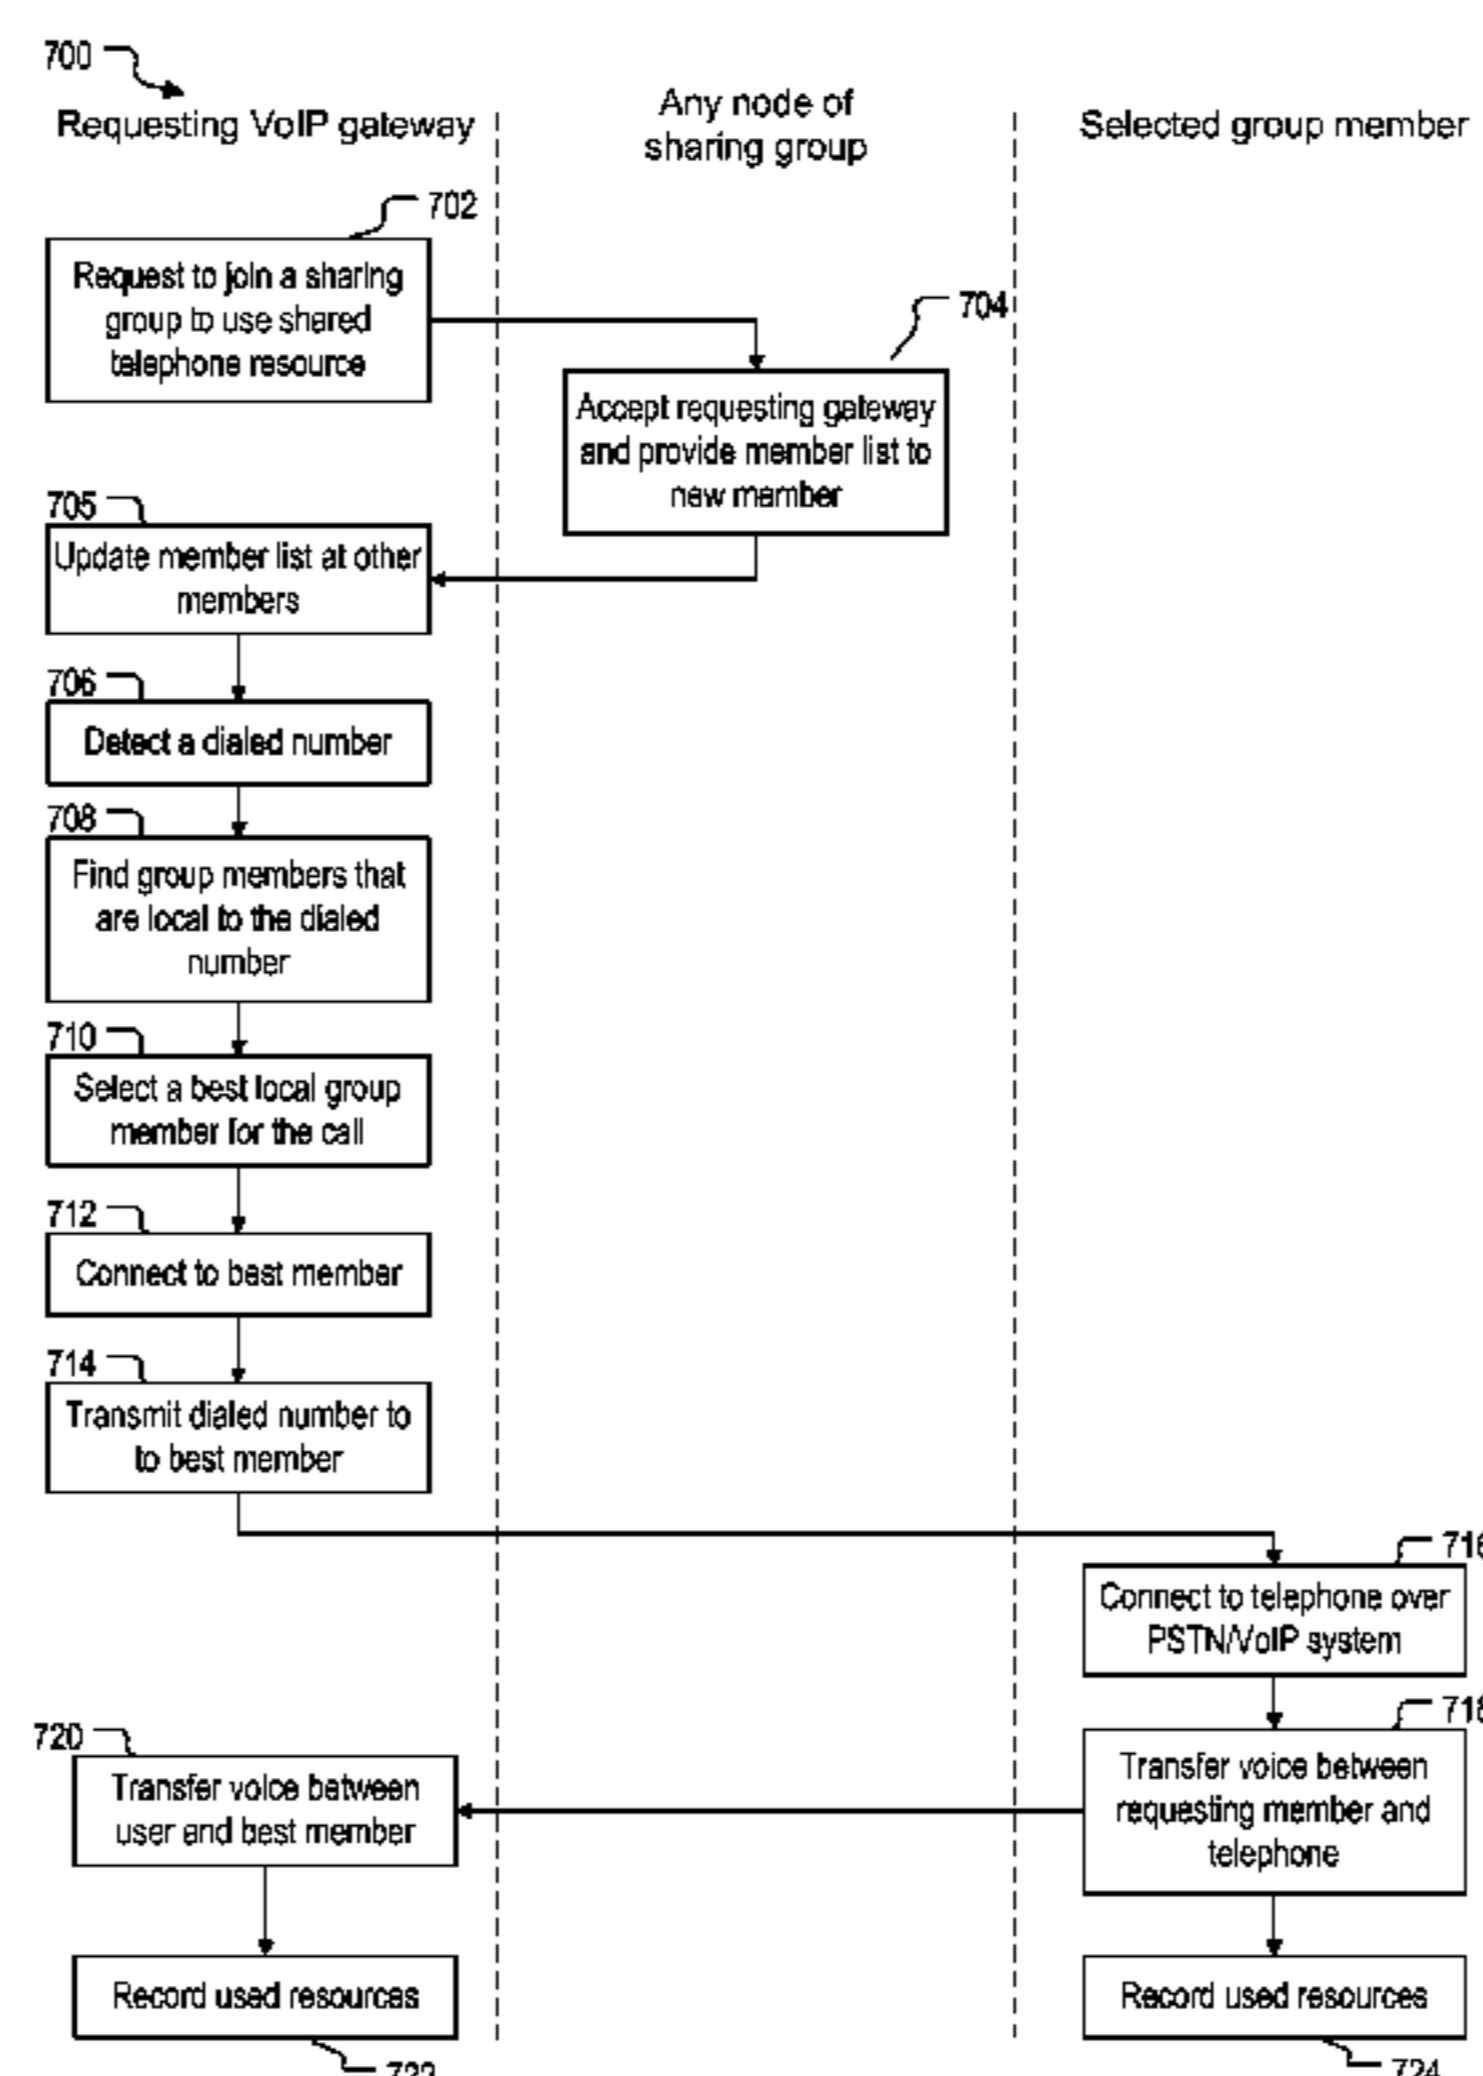 700
Requesting VoIP gateway
Any node of
sharing group
Selected group member
702
Request to join a sharing
group to use shared
telephone resource
704
Accept requesting gateway
and provide member list to
new member
705
Update member list at other
members
706
Detect a dialed number
708
Find group members that
are local to the dialed
number
710
Select a best local group
member for the call
712
Connect to best member
714
Transmit dialed number to
to best member
716
Connect to telephone over
PSTN/VoIP system
718
Transfer voice between
requesting member and
telephone
720
Transfer voice between
user and best member
Record used resources
Record used resources
724